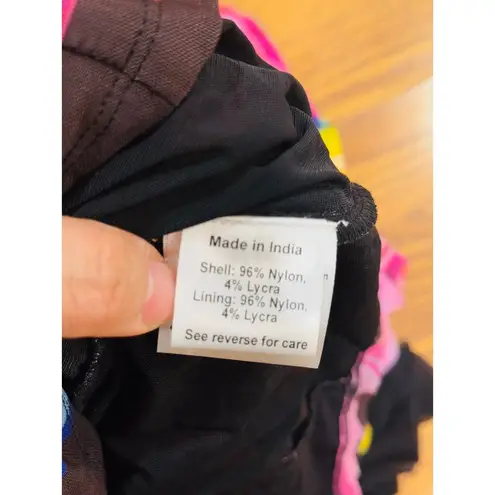 Made in India
Shell: 96% Nylon,
4% Lycra
Lining: 96% Nylon,
4% Lycra
See reverse for care